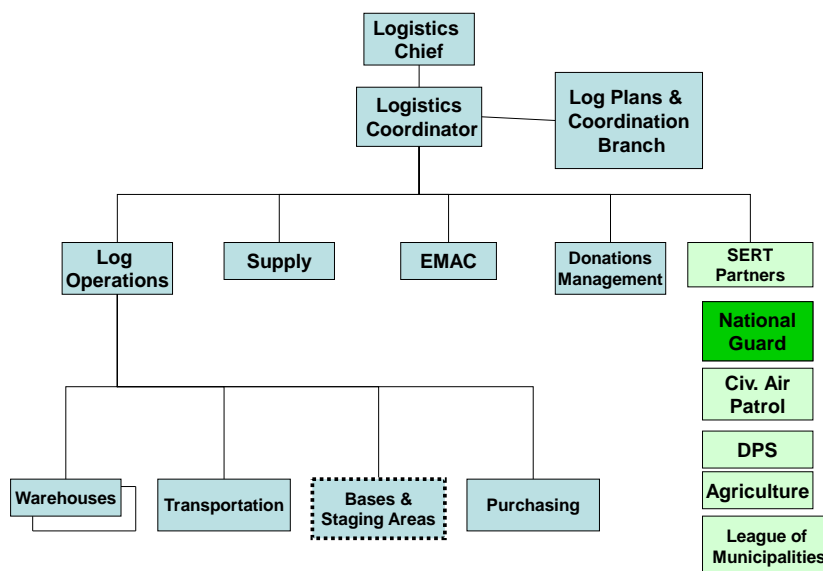 Logistics
Chief
Logistics
Coordinator
Log Plans &
Coordination
Branch
Log
Operations
Supply
EMAC
Donations
Management
SERT
Partners
National
Guard
Civ. Air
Patrol
DPS
Agriculture
League of
Municipalities
Warehouses
Transportation
Bases &
Staging Areas
Purchasing